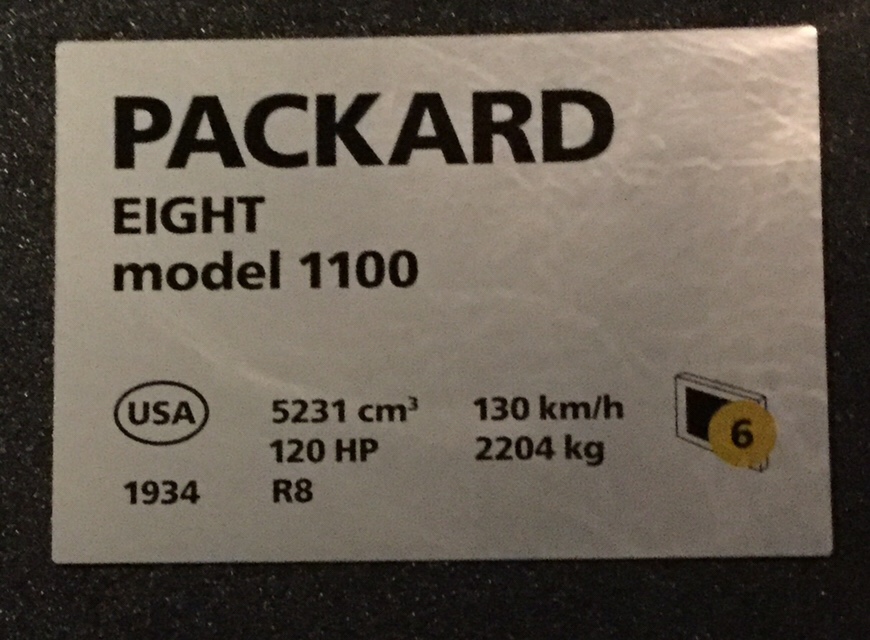 PACKARD
EIGHT
model 1100
USA
5231 cm³
130 km/h
120 HP
2204 kg
6
1934
R8